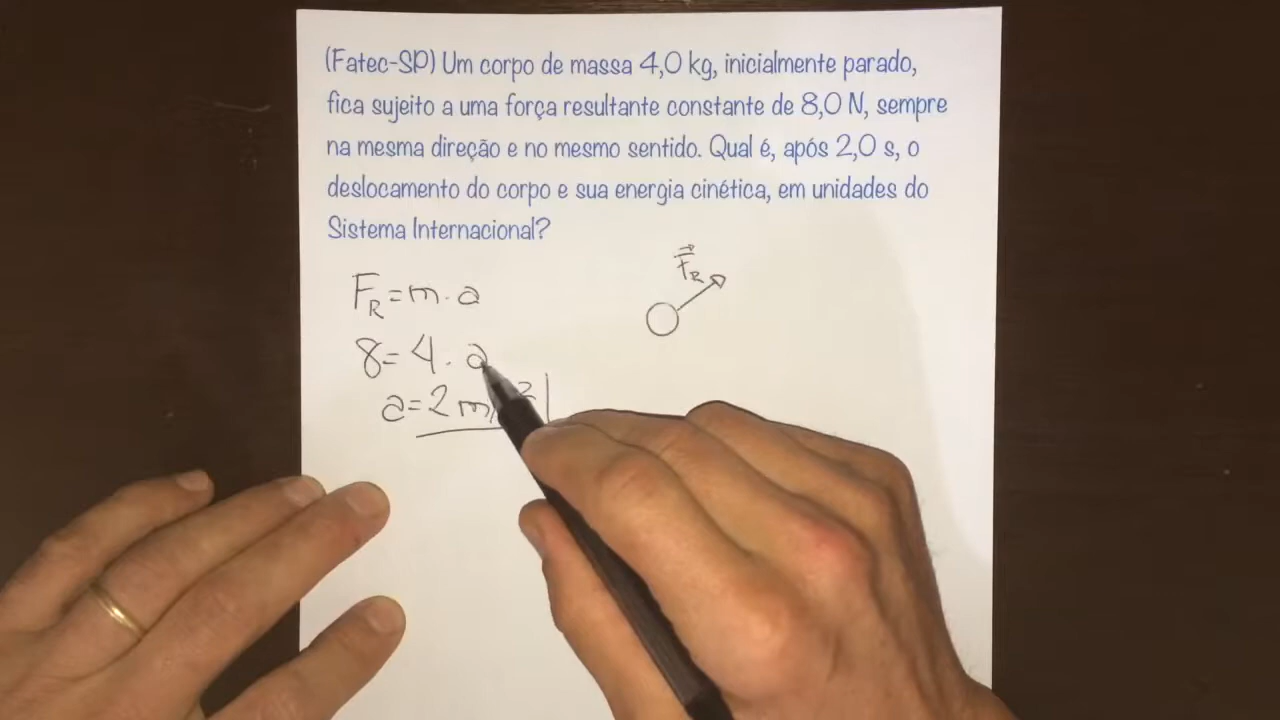 (Fatec-SP) Um corpo de massa 4,0 kg, inicialmente parado,
fica sujeito a uma força resultante constante de 8,0 N, sempre
na mesma direção e no mesmo sentido. Qual é, após 2,0 s, o
deslocamento do corpo e sua energia cinética, em unidades do
Sistema Internacional?
F⃗R
FR = m . a
8 = 4 . a
a = 2 m/ ²